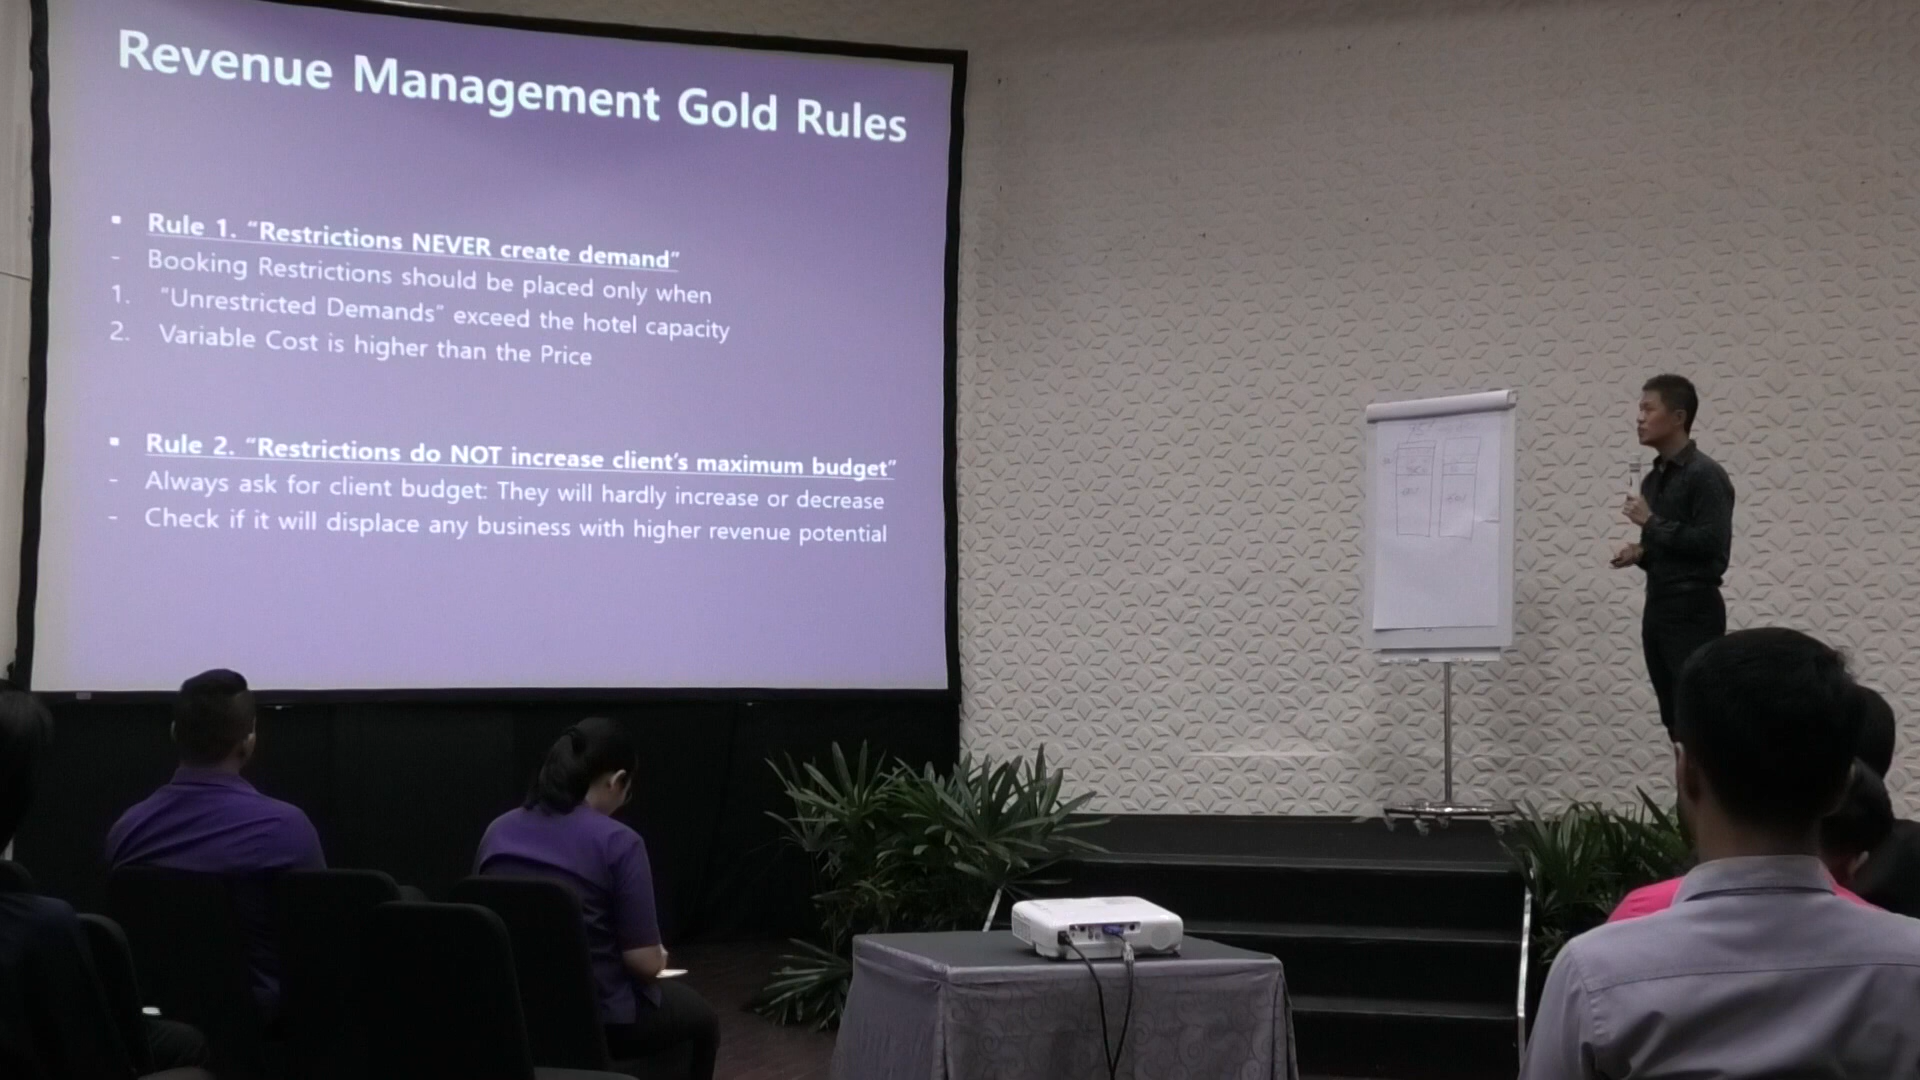 Revenue Management Gold Rules
▪ Rule 1. “Restrictions NEVER create demand”
- Booking Restrictions should be placed only when
1. “Unrestricted Demands” exceed the hotel capacity
2. Variable Cost is higher than the Price
▪ Rule 2. “Restrictions do NOT increase client’s maximum budget”
- Always ask for client budget: They will hardly increase or decrease
- Check if it will displace any business with higher revenue potential